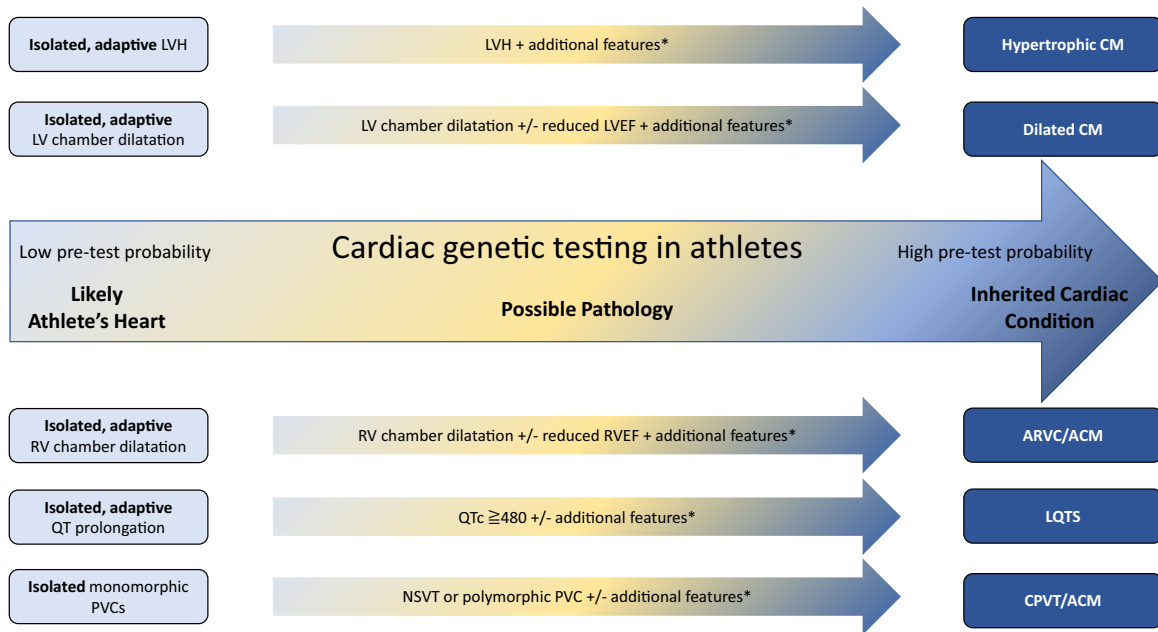 Isolated, adaptive LVH
LVH + additional features*
Hypertrophic CM
Isolated, adaptive
LV chamber dilatation
LV chamber dilatation +/- reduced LVEF + additional features*
Dilated CM
Low pre-test probability
Cardiac genetic testing in athletes
High pre-test probability
Likely
Athlete's Heart
Possible Pathology
Inherited Cardiac
Condition
Isolated, adaptive
RV chamber dilatation
RV chamber dilatation +/- reduced RVEF + additional features*
ARVC/ACM
Isolated, adaptive
QT prolongation
QTc ≧480 +/- additional features*
LQTS
Isolated monomorphic
PVCs
NSVT or polymorphic PVC +/- additional features*
CPVT/ACM